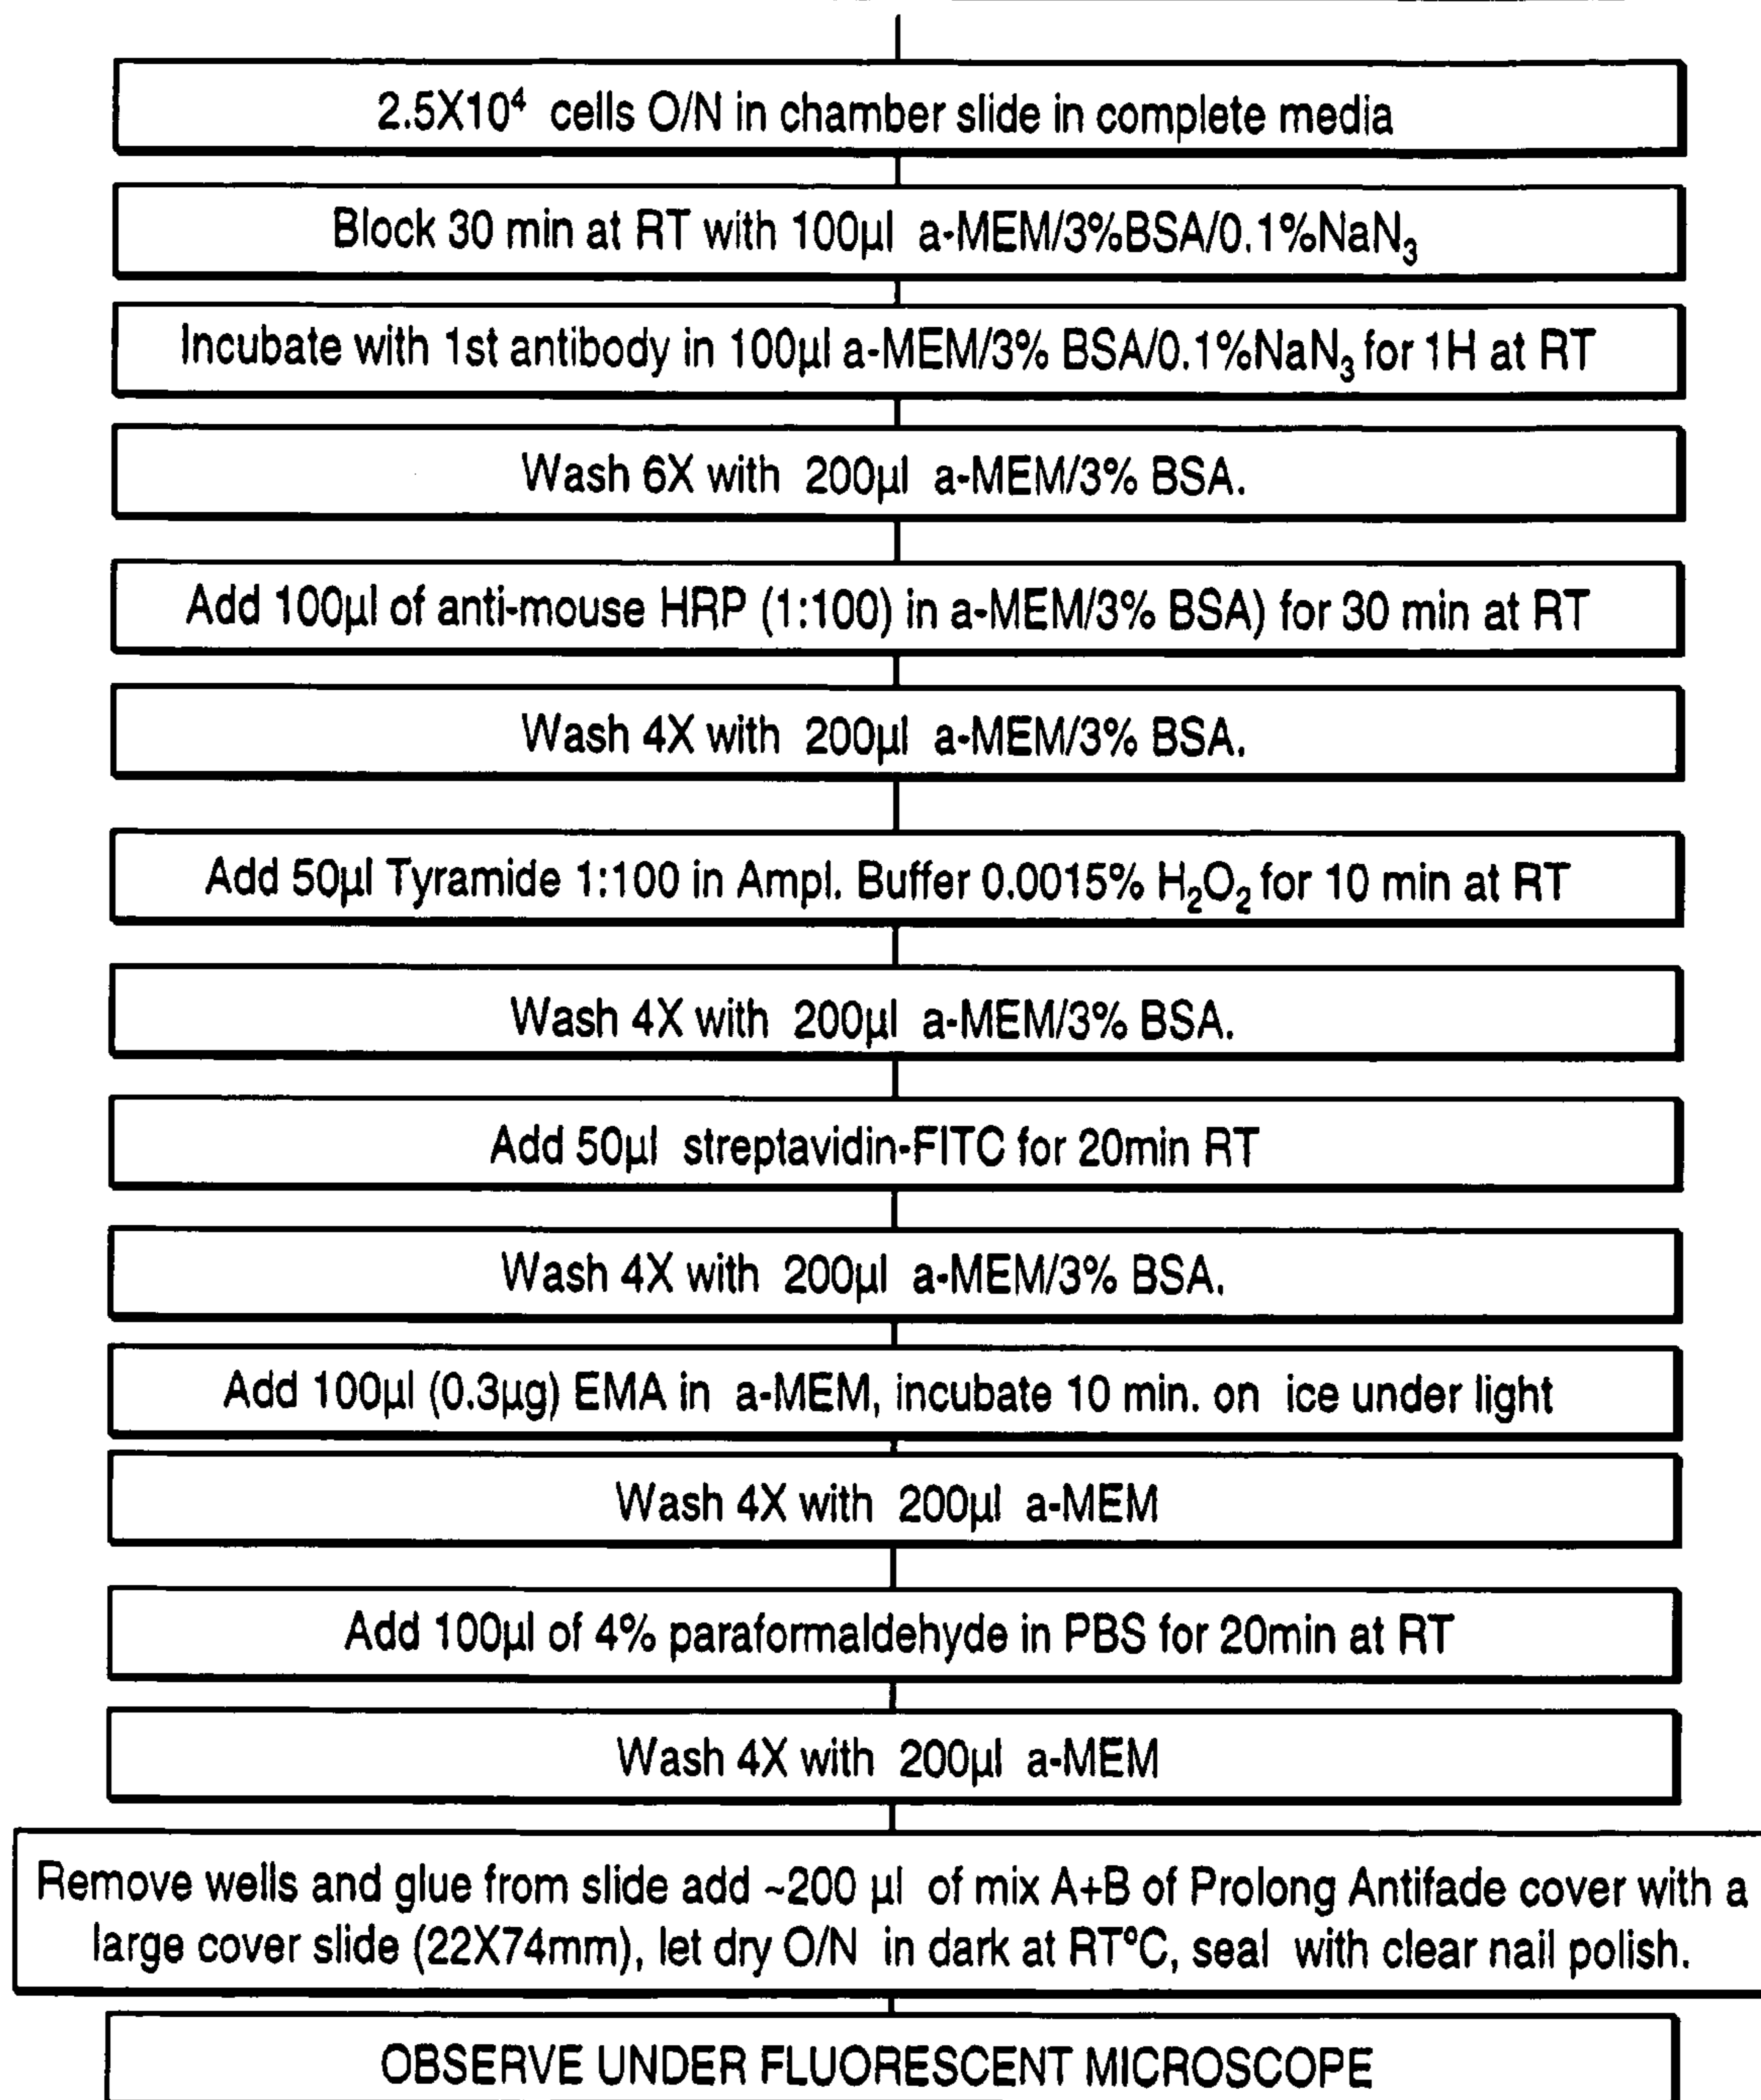 2.5X10⁴ cells O/N in chamber slide in complete media
Block 30 min at RT with 100µl a-MEM/3%BSA/0.1%NaN₃
Incubate with 1st antibody in 100µl a-MEM/3% BSA/0.1%NaN₃ for 1H at RT
Wash 6X with 200µl a-MEM/3% BSA.
Add 100µl of anti-mouse HRP (1:100) in a-MEM/3% BSA) for 30 min at RT
Wash 4X with 200µl a-MEM/3% BSA.
Add 50µl Tyramide 1:100 in Ampl. Buffer 0.0015% H₂O₂ for 10 min at RT
Wash 4X with 200µl a-MEM/3% BSA.
Add 50µl streptavidin-FITC for 20min RT
Wash 4X with 200µl a-MEM/3% BSA.
Add 100µl (0.3µg) EMA in a-MEM, incubate 10 min. on ice under light
Wash 4X with 200µl a-MEM
Add 100µl of 4% paraformaldehyde in PBS for 20min at RT
Wash 4X with 200µl a-MEM
Remove wells and glue from slide add ~200 µl of mix A+B of Prolong Antifade cover with a
large cover slide (22X74mm), let dry O/N in dark at RT°C, seal with clear nail polish.
OBSERVE UNDER FLUORESCENT MICROSCOPE